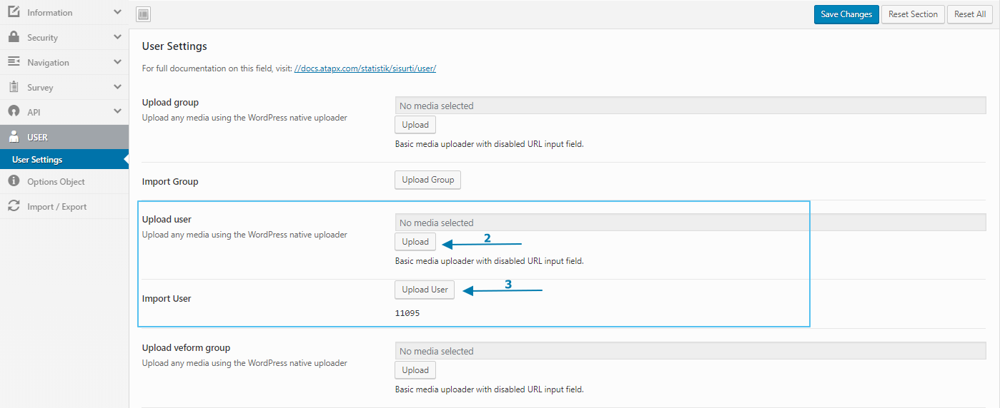 Information
Security
Navigation
Survey
API
USER
User Settings
Options Object
Import / Export
Save Changes Reset Section Reset All
User Settings
For full documentation on this field, visit: //docs.atapx.com/statistik/sisurti/user/
Upload group
Upload any media using the WordPress native uploader
No media selected
Upload
Basic media uploader with disabled URL input field.
Import Group
Upload Group
Upload user
Upload any media using the WordPress native uploader
No media selected
Upload
2
Basic media uploader with disabled URL input field.
Import User
Upload User
3
11095
Upload veform group
Upload any media using the WordPress native uploader
No media selected
Upload
Basic media uploader with disabled URL input field.